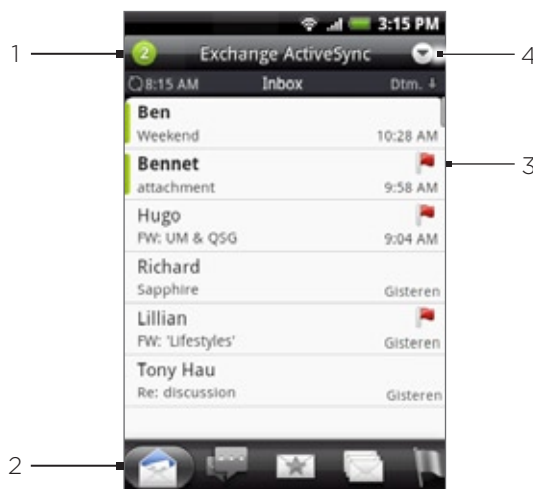 3:15 PM
1
2 Exchange ActiveSync
4
8:15 AM Inbox Dtm.
Ben
Weekend 10:28 AM
3
Bennet
attachment 9:58 AM
Hugo
FW: UM & QSG 9:04 AM
Richard
Sapphire Gisteren
Lillian
FW: 'Lifestyles' Gisteren
Tony Hau
Re: discussion Gisteren
2